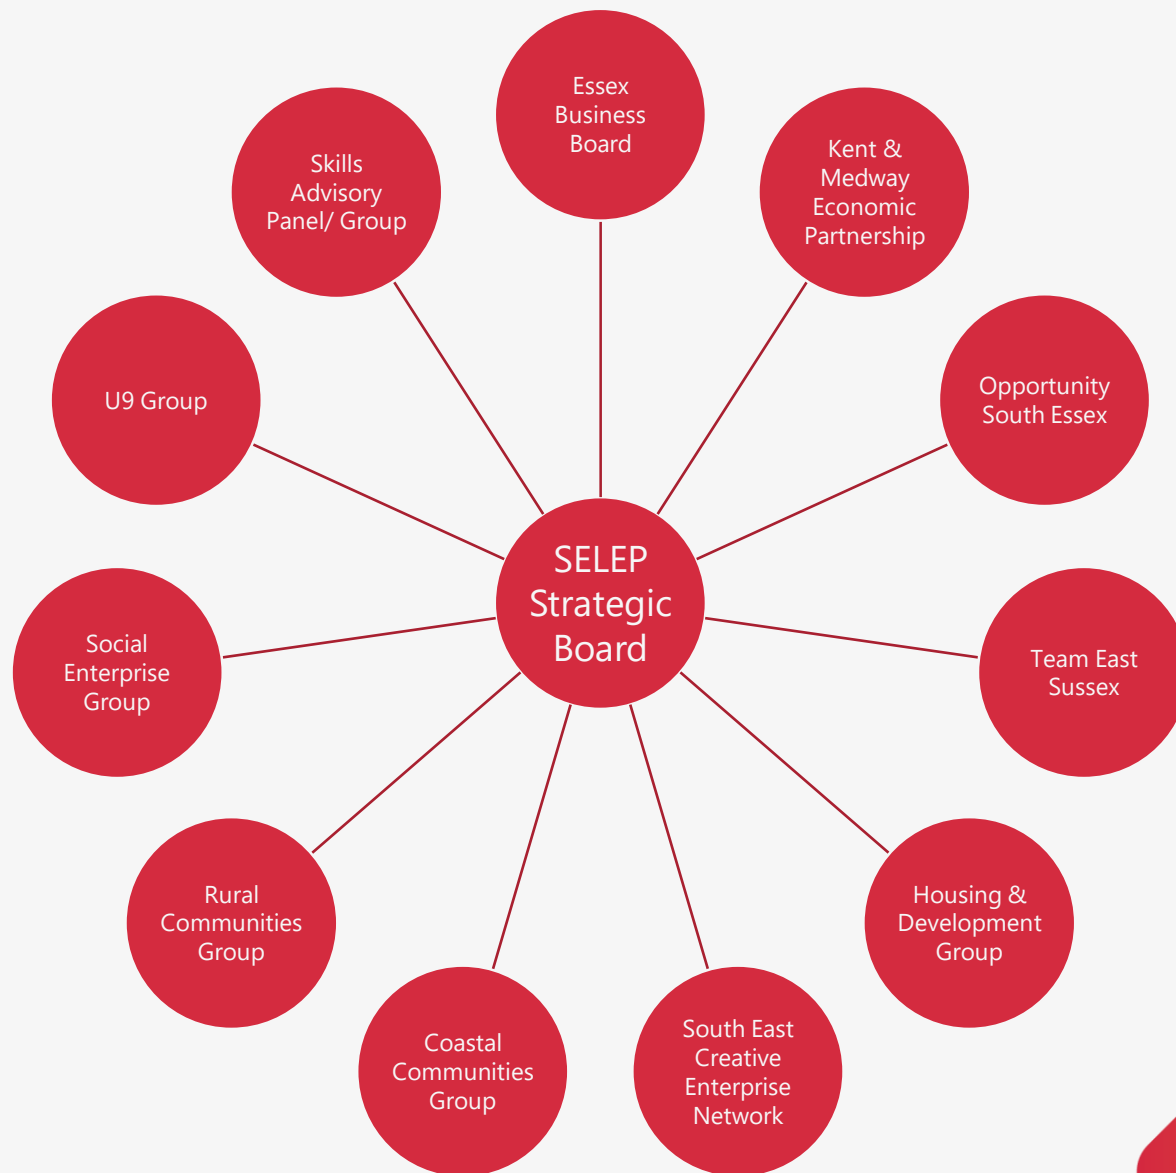 Essex
Business
Board
Kent &
Medway
Economic
Partnership
Opportunity
South Essex
Team East
Sussex
Housing &
Development
Group
South East
Creative
Enterprise
Network
Coastal
Communities
Group
Rural
Communities
Group
Social
Enterprise
Group
U9 Group
Skills
Advisory
Panel/ Group
SELEP
Strategic
Board